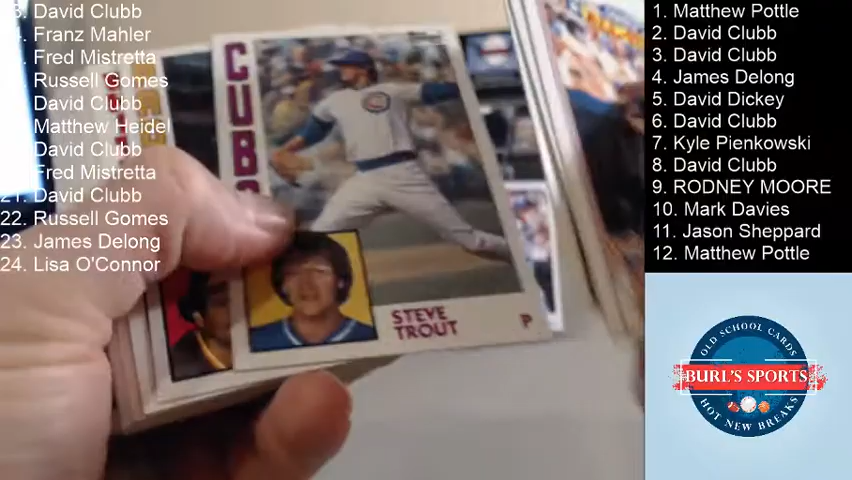 3. David Clubb
4. Franz Mahler
. Fred Mistretta
. Russell Gomes
David Clubb
Matthew Heidel
David Clubb
Fred Mistretta
21. David Clubb
22. Russell Gomes
23. James Delong
24. Lisa O'Connor
CUBS
STEVE
TROUT
P
1. Matthew Pottle
2. David Clubb
3. David Clubb
4. James Delong
5. David Dickey
6. David Clubb
7. Kyle Pienkowski
8. David Clubb
9. RODNEY MOORE
10. Mark Davies
11. Jason Sheppard
12. Matthew Pottle
OLD SCHOOL CARDS
BURL'S SPORTS
HOT NEW BREAKS